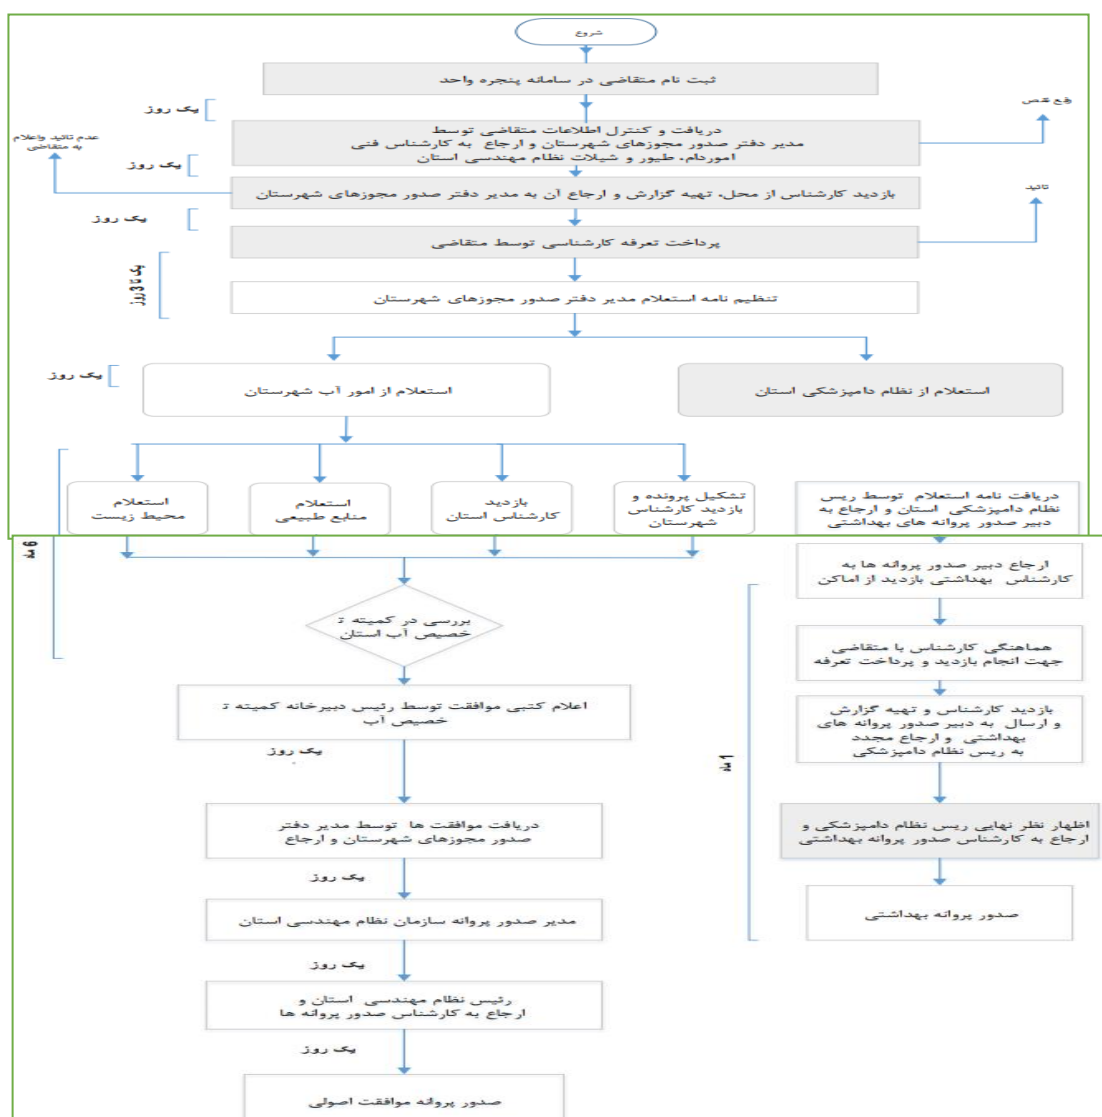 شروع
ثبت نام متقاضی در سامانه پنجره واحد
یک روز
رفع نقص
دریافت و کنترل اطلاعات متقاضی توسط
مدیر دفتر صدور مجوزهای شهرستان و ارجاع به کارشناس فنی
اموردام، طیور و شیلات نظام مهندسی استان
عدم تائید واعلام
به متقاضی
یک روز
تائید
بازدید کارشناس از محل، تهیه گزارش و ارجاع آن به مدیر دفتر صدور مجوزهای شهرستان
یک روز
پرداخت تعرفه کارشناسی توسط متقاضی
یک تا 3 روز
تنظیم نامه استعلام مدیر دفتر صدور مجوزهای شهرستان
یک روز
استعلام از نظام دامپزشکی استان
استعلام از امور آب شهرستان
دریافت نامه استعلام توسط ریس
نظام دامپزشکی استان و ارجاع به
دبیر صدور پروانه های بهداشتی
تشکیل پرونده و
بازدید کارشناس
شهرستان
بازدید
کارشناس استان
استعلام
منابع طبیعی
استعلام
محیط زیست
6 ماه
ارجاع دبیر صدور پروانه ها به
کارشناس بهداشتی بازدید از اماکن
بررسی در کمیته ت
خصیص آب استان
هماهنگی کارشناس با متقاضی
جهت انجام بازدید و پرداخت تعرفه
اعلام کتبی موافقت توسط رئیس دبیرخانه کمیته ت
خصیص آب
بازدید کارشناس و تهیه گزارش
و ارسال به دبیر صدور پروانه های
بهداشتی و ارجاع مجدد
به ریس نظام دامپزشکی
یک روز
1 ماه
دریافت موافقت ها توسط مدیر دفتر
صدور مجوزهای شهرستان و ارجاع
اظهار نظر نهایی ریس نظام دامپزشکی و
ارجاع به کارشناس صدور پروانه بهداشتی
یک روز
صدور پروانه بهداشتی
مدیر صدور پروانه سازمان نظام مهندسی استان
یک روز
رئیس نظام مهندسی استان و
ارجاع به کارشناس صدور پروانه ها
یک روز
صدور پروانه موافقت اصولی